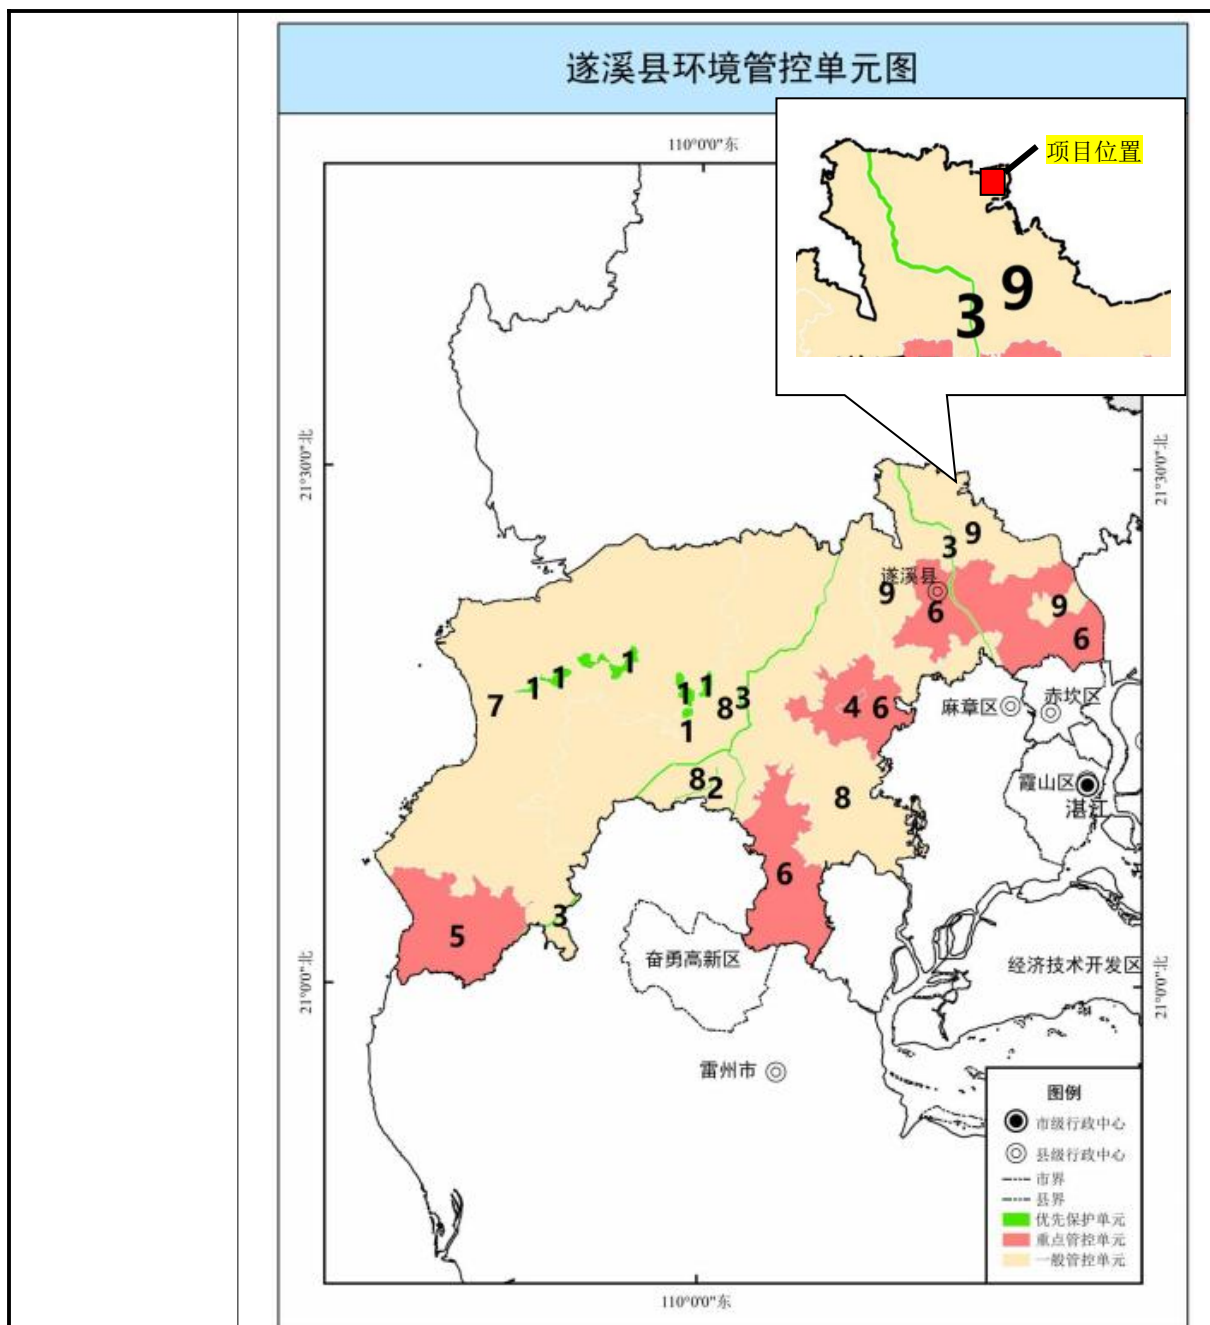 遂溪县环境管控单元图
110°0'0"东
项目位置
9
3
21°30'0"北
21°30'0"北
9
3
遂溪县
9
6
9
6
1
1
1
1
1
1
7
8
3
4
6
麻章区
赤坎区
8
2
8
霞山区
湛江
6
3
5
奋勇高新区
经济技术开发区
21°0'0"北
21°0'0"北
雷州市
图例
市级行政中心
县级行政中心
市界
县界
优先保护单元
重点管控单元
一般管控单元
110°0'0"东